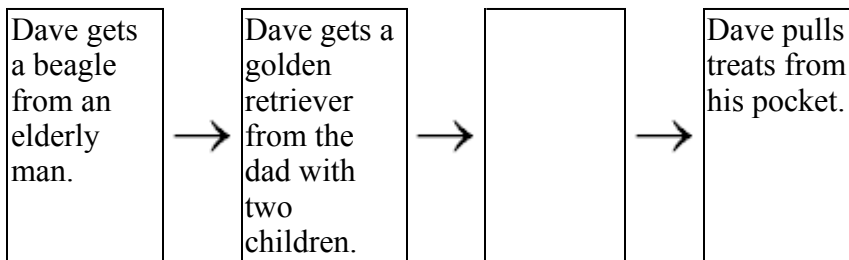 Dave gets
a beagle
from an
elderly
man.
Dave gets a
golden
retriever
from the
dad with
two
children.
Dave pulls
treats from
his pocket.